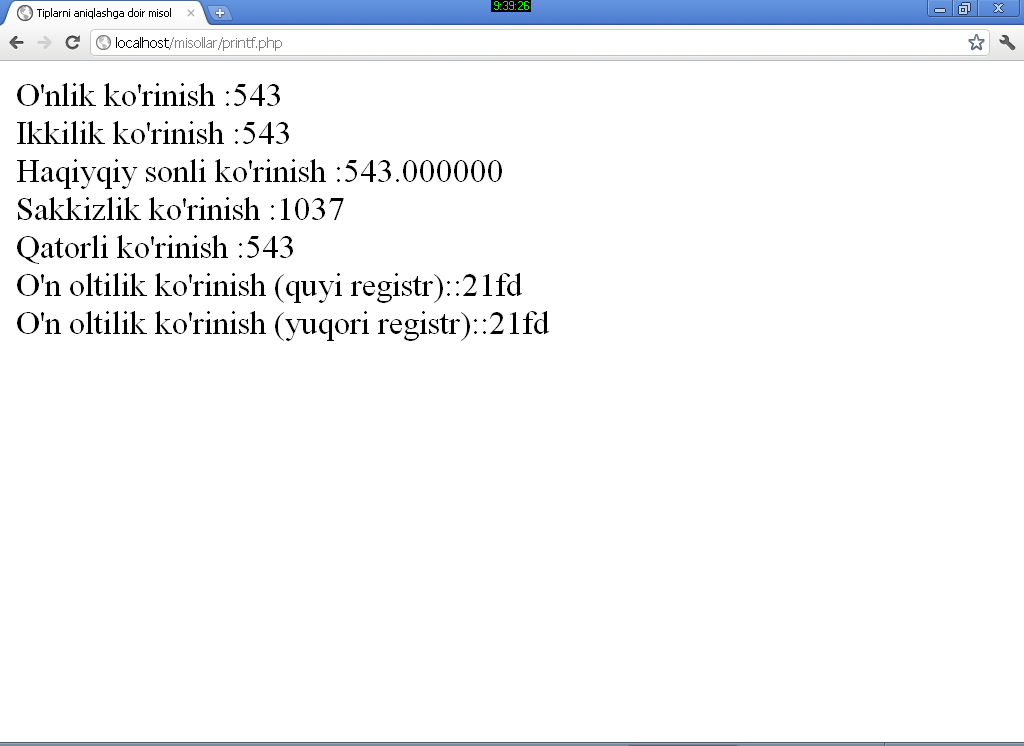 9:39:26
Tiplarni aniqlashga doir misol
localhost/misollar/printf.php
O'nlik ko'rinish :543
Ikkilik ko'rinish :543
Haqiyqiy sonli ko'rinish :543.000000
Sakkizlik ko'rinish :1037
Qatorli ko'rinish :543
O'n oltilik ko'rinish (quyi registr)::21fd
O'n oltilik ko'rinish (yuqori registr)::21fd